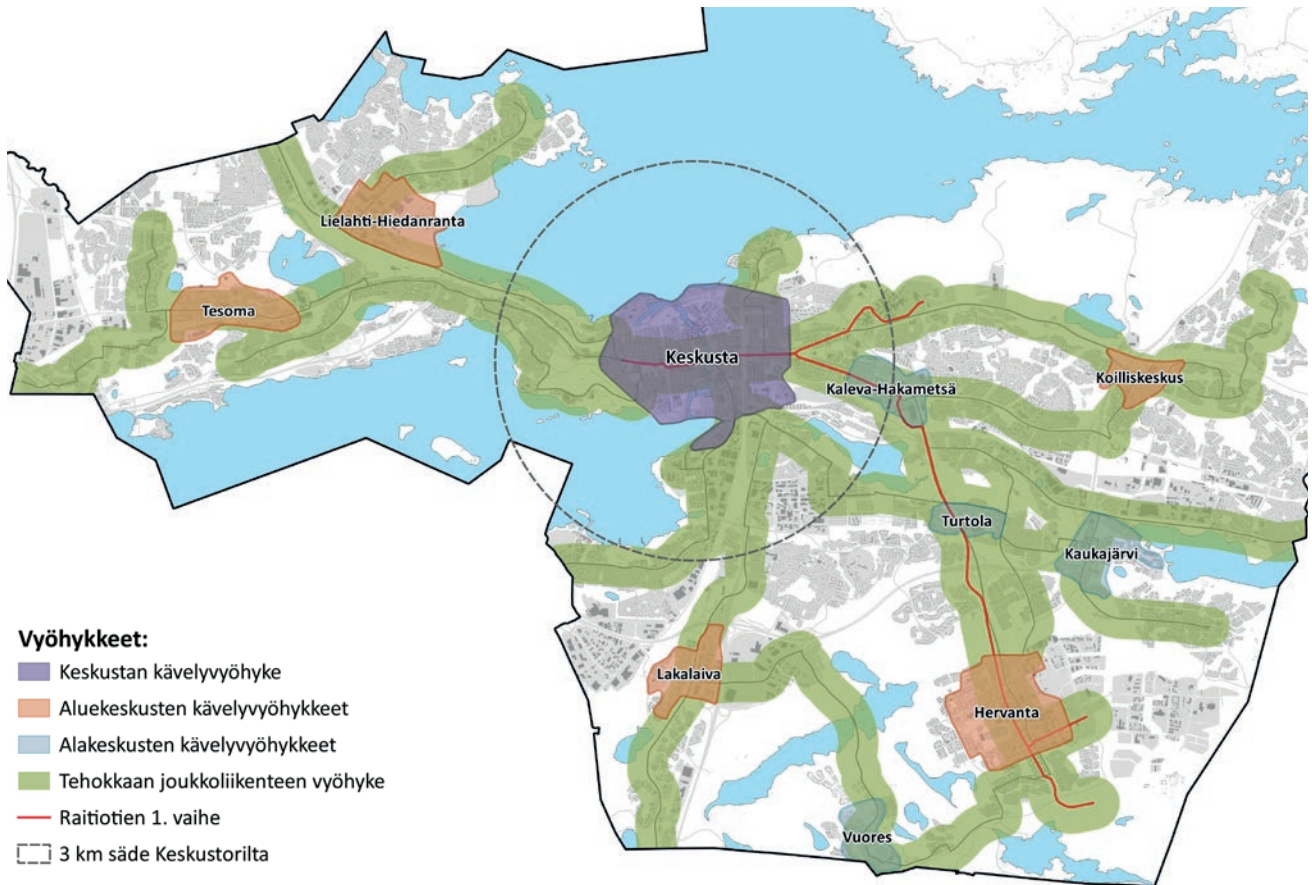 Lielahti-Hiedanranta
Tesoma
Keskusta
Kaleva-Hakametsä
Koilliskeskus
Turtola
Kaukajärvi
Lakalaiva
Hervanta
Vuores
Vyöhykkeet:
Keskustan kävelyvyöhyke
Aluekeskusten kävelyvyöhykkeet
Alakeskusten kävelyvyöhykkeet
Tehokkaan joukkoliikenteen vyöhyke
Raitiotien 1. vaihe
3 km säde Keskustorilta